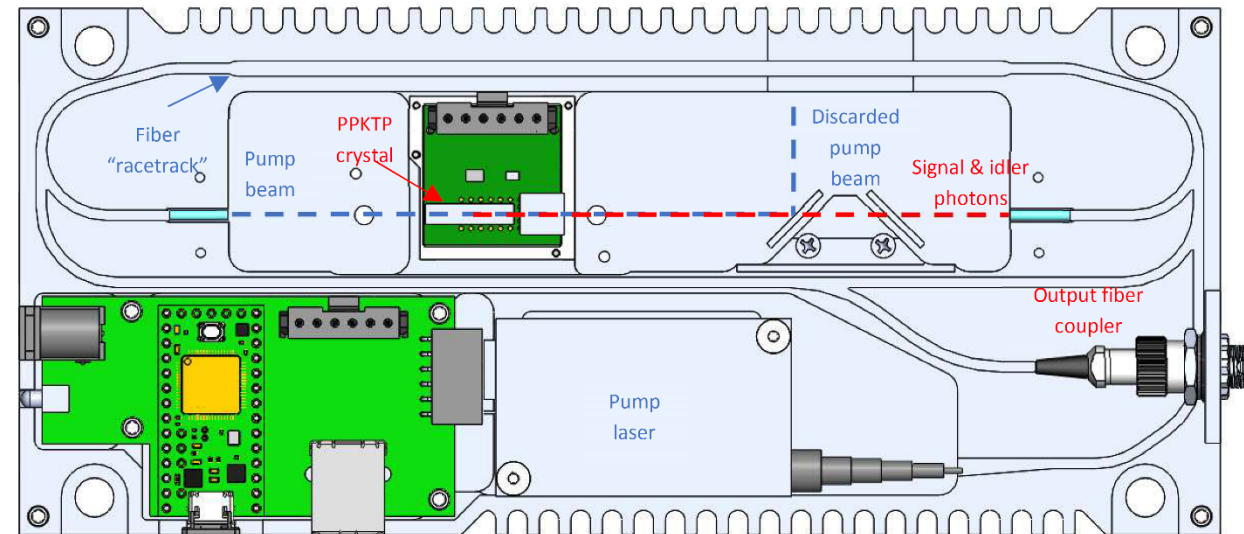 Fiber
“racetrack”
Pump
beam
PPKTP
crystal
Discarded
pump
beam
Signal & idler
photons
Output fiber
coupler
Pump
laser